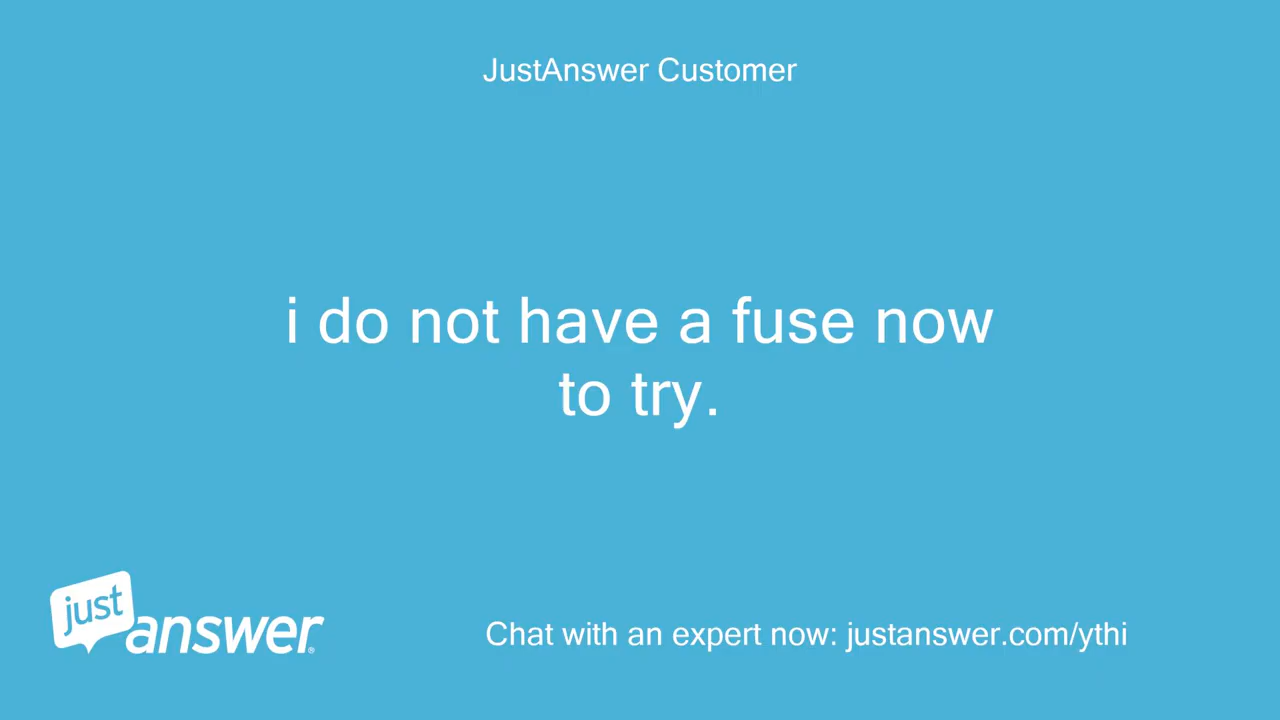 JustAnswer Customer
i do not have a fuse now
to try.
just
answer®
Chat with an expert now: justanswer.com/ythi